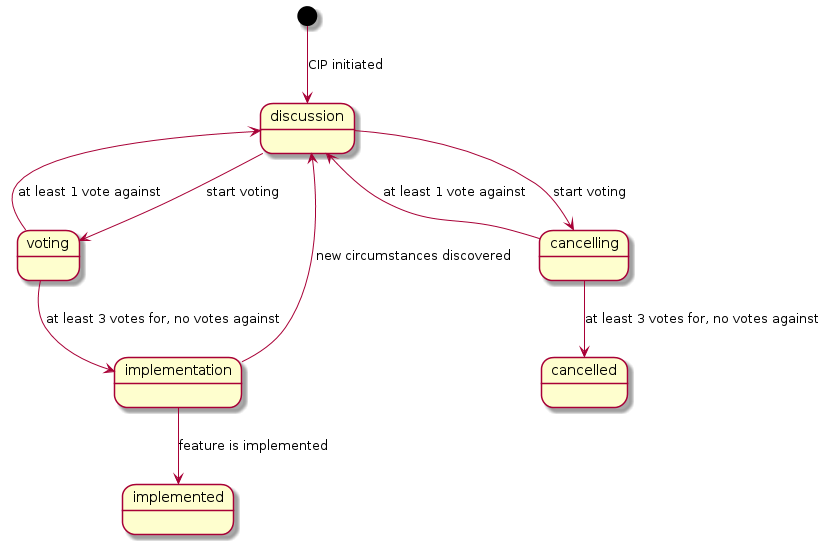 CIP initiated
discussion
at least 1 vote against
start voting
at least 1 vote against
start voting
voting
new circumstances discovered
cancelling
at least 3 votes for, no votes against
at least 3 votes for, no votes against
implementation
cancelled
feature is implemented
implemented